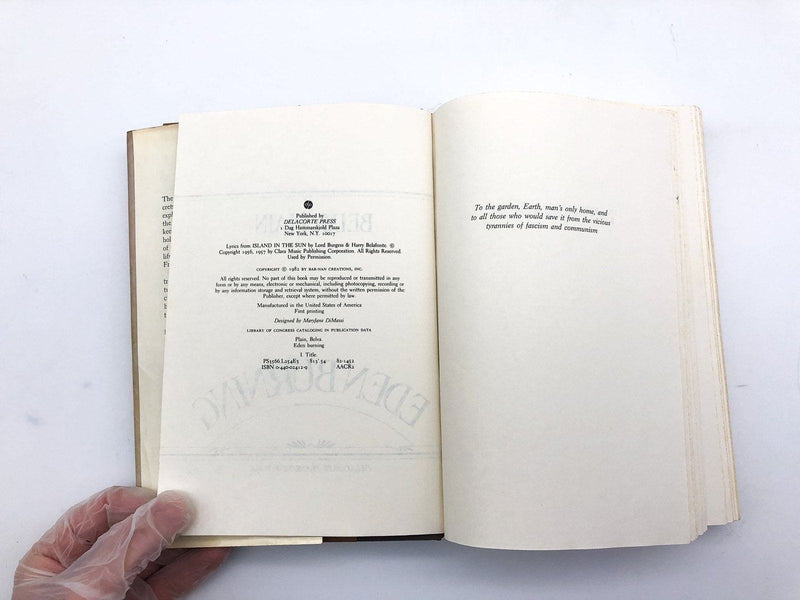 The
Published by
DELACORTE PRESS
1 Dag Hammarskjold Plaza
New York, N.Y. 10017
Lyrics from ISLAND IN THE SUN by Lord Burgess & Harry Belafonte. ©
Copyright 1956, 1957 by Clara Music Publishing Corporation. All Rights Reserved.
Used by Permission.
COPYRIGHT © 1982 BY BAR-NAN CREATIONS, INC.
All rights reserved. No part of this book may be reproduced or transmitted in any
form or by any means, electronic or mechanical, including photocopying, recording or
by any information storage and retrieval system, without the written permission of the
Publisher, except where permitted by law.
Manufactured in the United States of America
First printing
Designed by MaryJane DiMassi
LIBRARY OF CONGRESS CATALOGING IN PUBLICATION DATA
Plain, Belva.
Eden burning
I. Title.
PS3566.L254E3 813'.54 82-1452
ISBN 0-440-02412-9 AACR2
EDEN BURNING
To the garden, Earth, man's only home, and
to all those who would save it from the vicious
tyrannies of fascism and communism